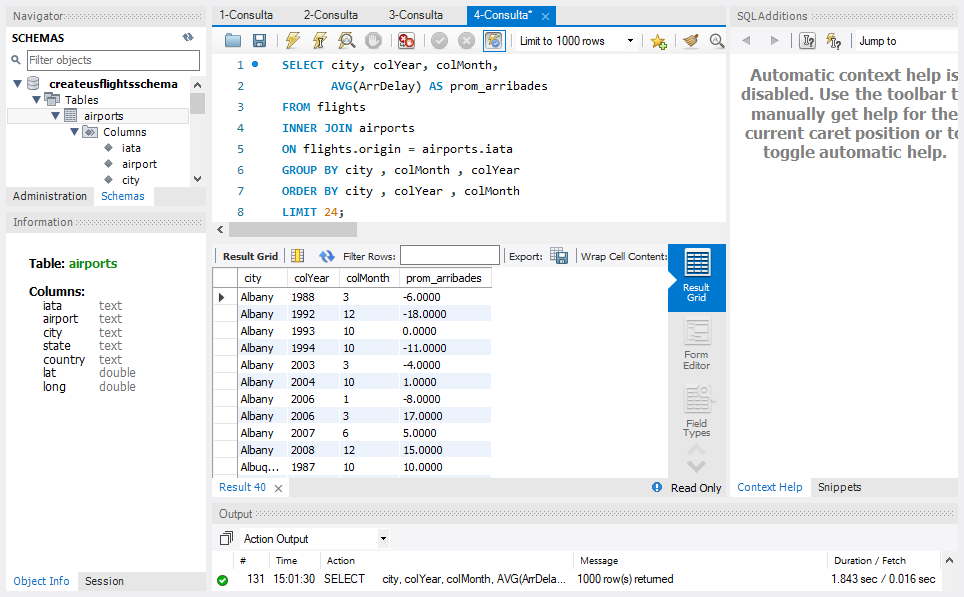 Navigator
SCHEMAS
Filter objects
createusflightsschema
Tables
airports
Columns
iata
airport
city
Administration Schemas
Information
Table: airports
Columns:
iata text
airport text
city text
state text
country text
lat double
long double
Object Info Session
1-Consulta 2-Consulta 3-Consulta 4-Consulta*
Limit to 1000 rows
1 SELECT city, colYear, colMonth,
2 AVG(ArrDelay) AS prom_arribades
3 FROM flights
4 INNER JOIN airports
5 ON flights.origin = airports.iata
6 GROUP BY city , colMonth , colYear
7 ORDER BY city , colYear , colMonth
8 LIMIT 24;
Result Grid Filter Rows: Export: Wrap Cell Content:
city colYear colMonth prom_arribades
Albany 1988 3 -6.0000
Albany 1992 12 -18.0000
Albany 1993 10 0.0000
Albany 1994 10 -11.0000
Albany 2003 3 -4.0000
Albany 2004 10 1.0000
Albany 2006 1 -8.0000
Albany 2006 3 17.0000
Albany 2007 6 5.0000
Albany 2008 12 15.0000
Albuq... 1987 10 10.0000
Result
Grid
Form
Editor
Field
Types
Result 40
Read Only
SQLAdditions
Jump to
Automatic context help is
disabled. Use the toolbar t
manually get help for the
current caret position or to
toggle automatic help.
Context Help Snippets
Output
Action Output
# Time Action Message Duration / Fetch
131 15:01:30 SELECT city, colYear, colMonth, AVG(ArrDela... 1000 row(s) returned 1.843 sec / 0.016 sec